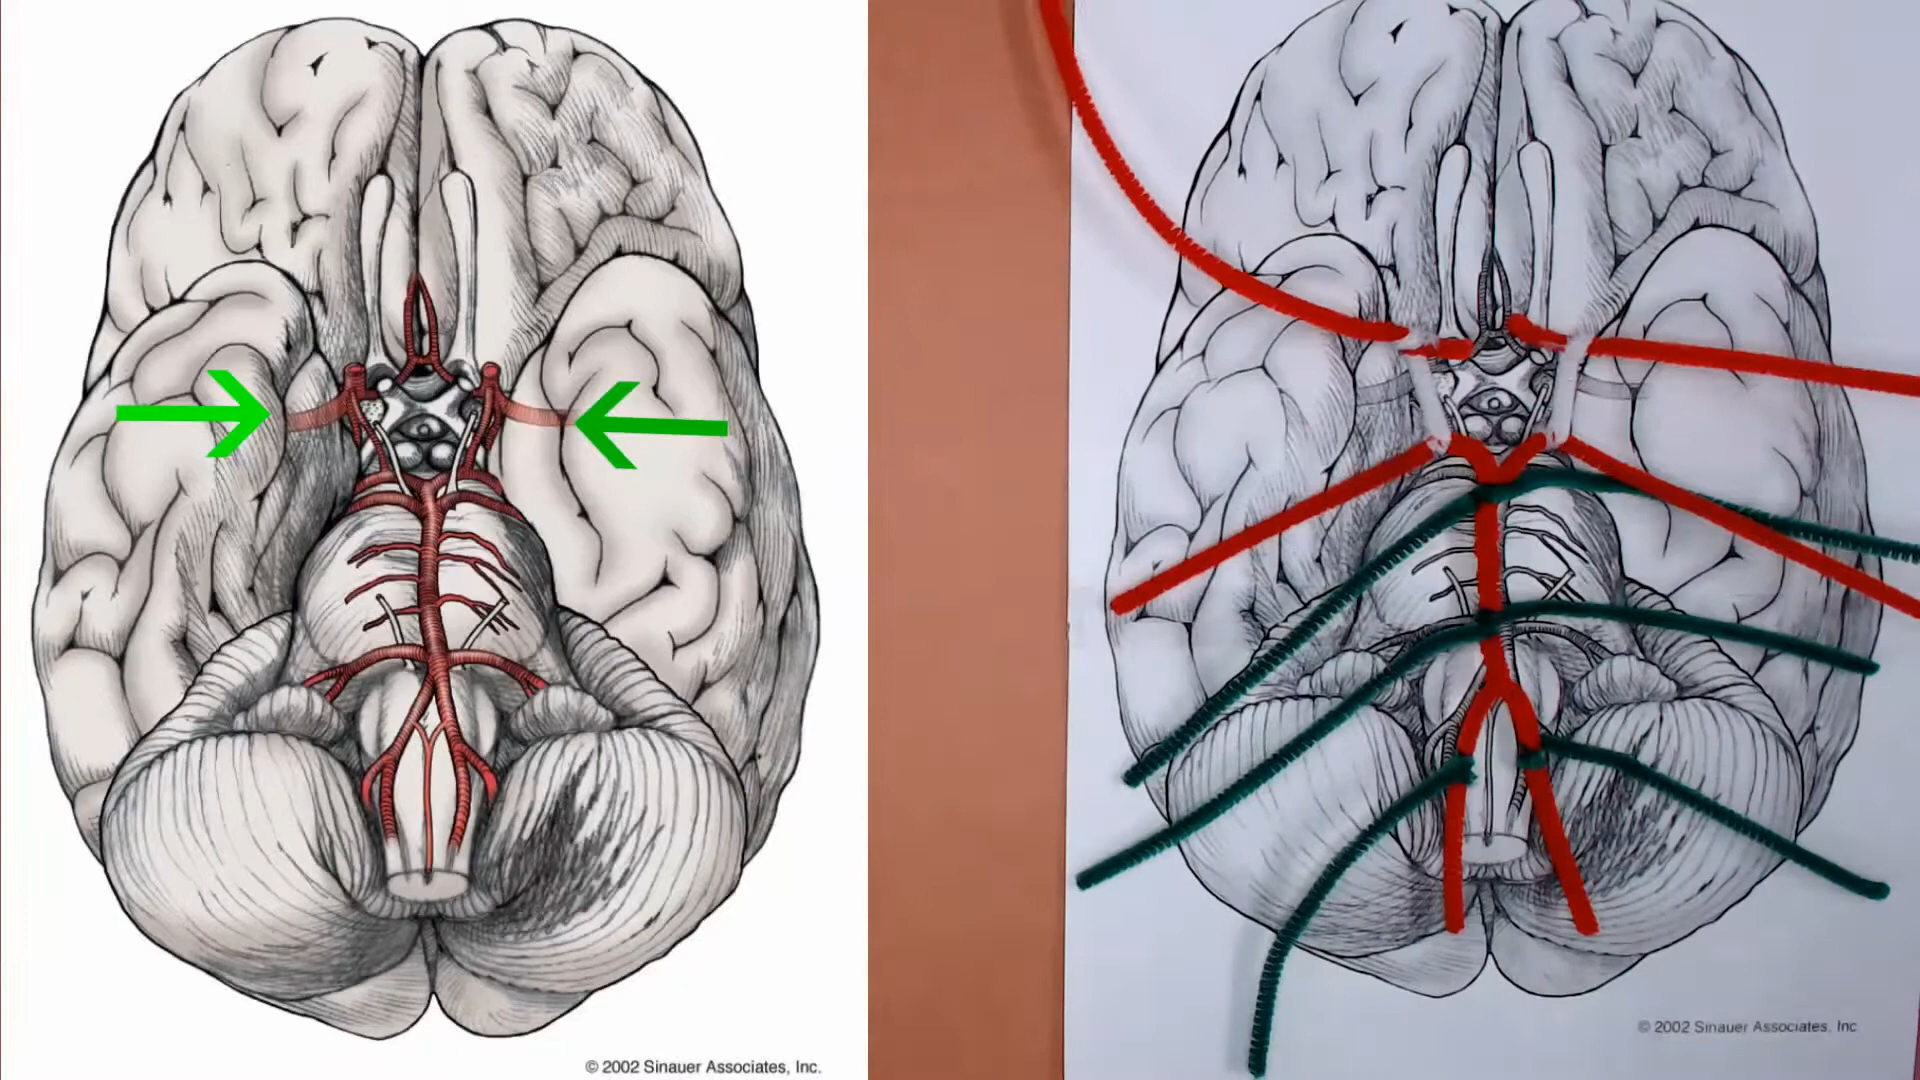 © 2002 Sinauer Associates, Inc.
© 2002 Sinauer Associates, Inc